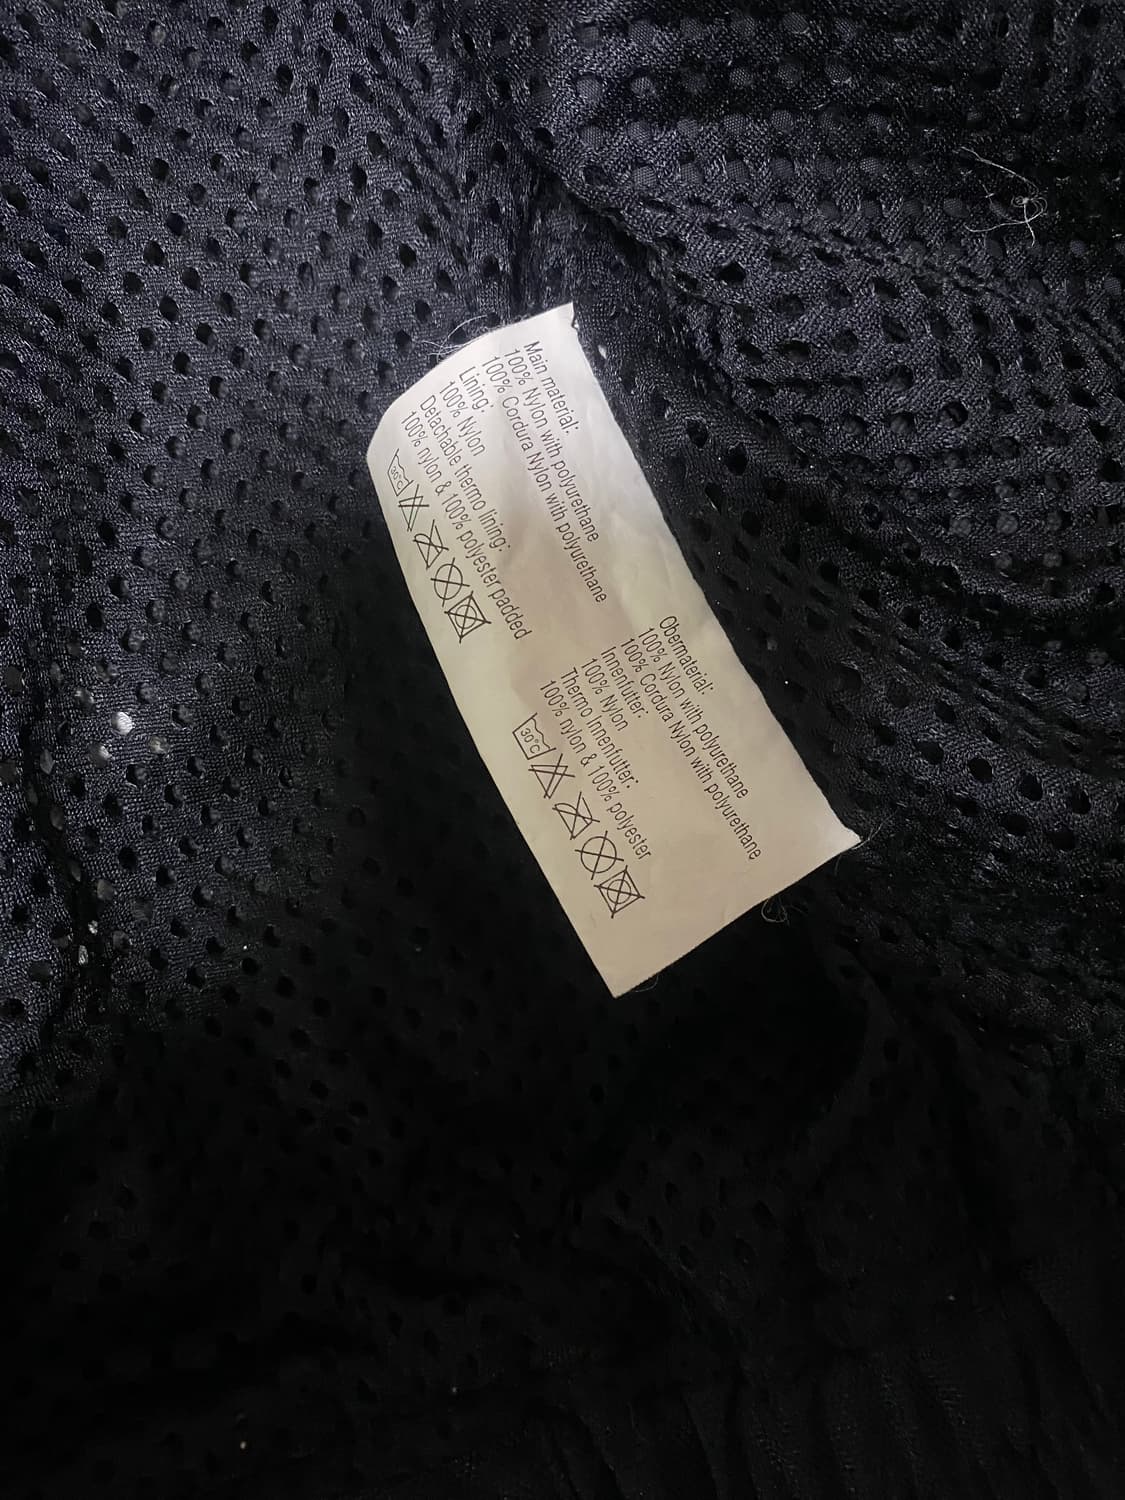 Main material:
100% Nylon with polyurethane
100% Cordura Nylon with polyurethane
Lining:
100% Nylon
Detachable thermo lining:
100% nylon & 100% polyester padded
30°C
Obermaterial:
100% Nylon with polyurethane
100% Cordura Nylon with polyurethane
Innenfutter:
100% Nylon
Thermo Innenfutter:
100% nylon & 100% polyester
30°C